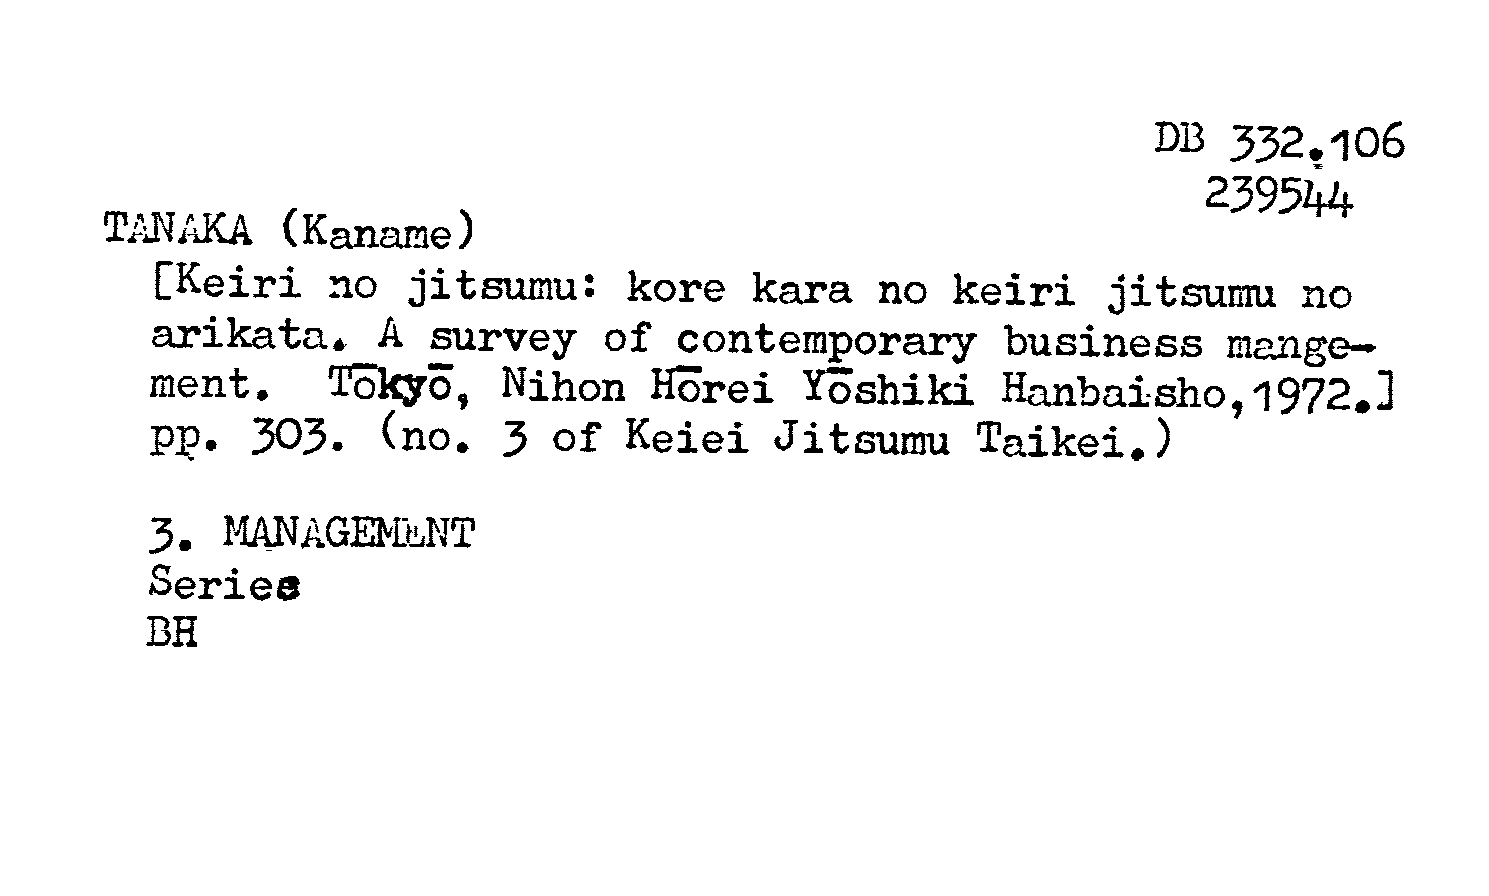 DB 332.106
239544
TANAKA (Kaname)
[Keiri no jitsumu: kore kara no keiri jitsumu no
arikata. A survey of contemporary business mange-
ment. Tōkyō, Nihon Hōrei Yōshiki Hanbaisho,1972.]
pp. 303. (no. 3 of Keiei Jitsumu Taikei.)
3. MANAGEMENT
Series
BH